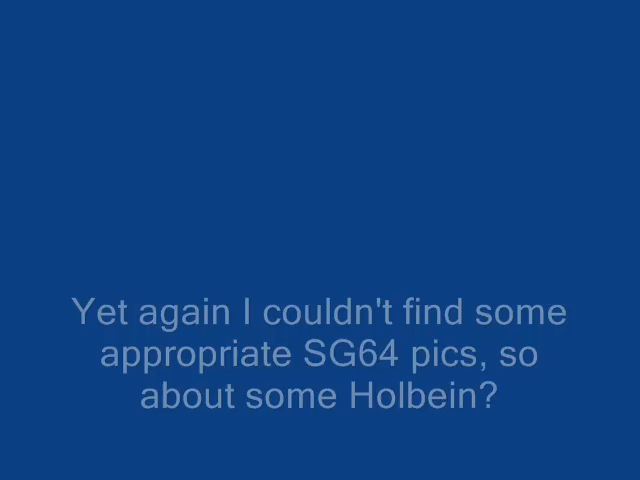 Yet again I couldn't find some
appropriate SG64 pics, so
about some Holbein?